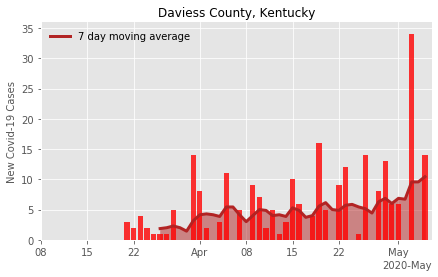 Daviess County, Kentucky
7 day moving average
New Covid-19 Cases
35
30
25
20
15
10
5
0
08 15 22 Apr 08 15 22 May
2020-May